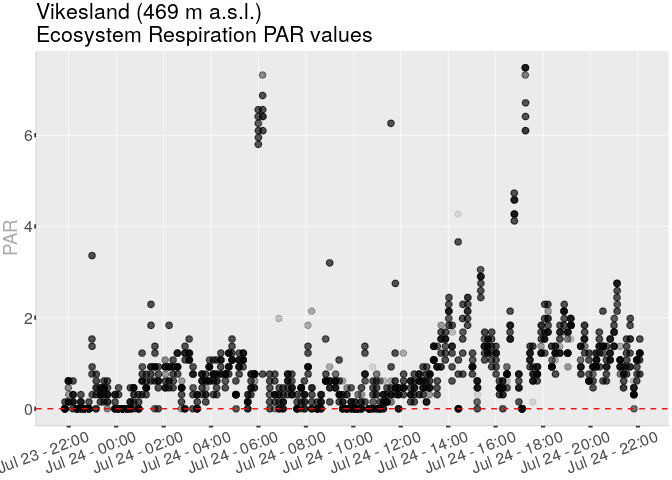 Vikesland (469 m a.s.l.)
Ecosystem Respiration PAR values
PAR
6
4
2
0
Jul 23 - 22:00
Jul 24 - 00:00
Jul 24 - 02:00
Jul 24 - 04:00
Jul 24 - 06:00
Jul 24 - 08:00
Jul 24 - 10:00
Jul 24 - 12:00
Jul 24 - 14:00
Jul 24 - 16:00
Jul 24 - 18:00
Jul 24 - 20:00
Jul 24 - 22:00